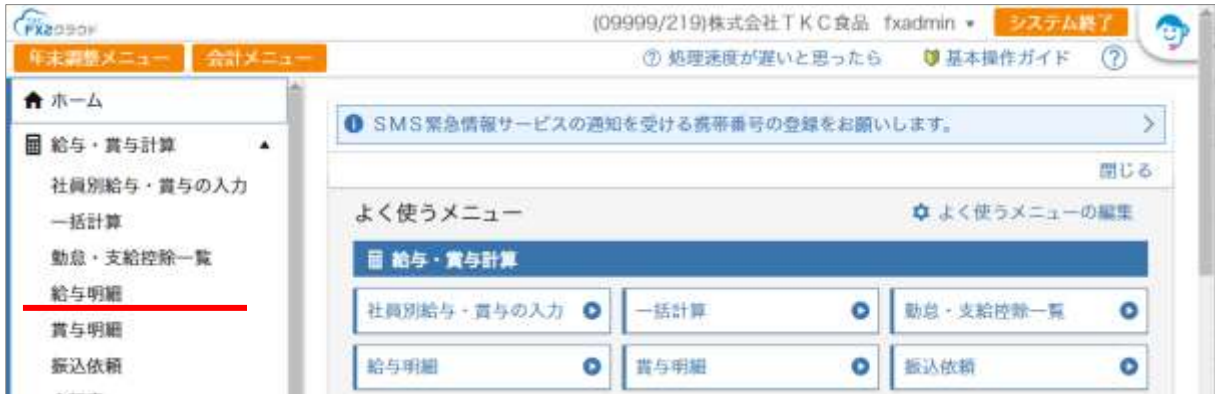 FX2クラウド
(09999/219)株式会社ＴＫＣ食品 fxadmin
システム終了
年末調整メニュー 会計メニュー
処理速度が遅いと思ったら 基本操作ガイド
ホーム
ＳＭＳ緊急情報サービスの通知を受ける携帯番号の登録をお願いします。
給与・賞与計算
閉じる
社員別給与・賞与の入力
よく使うメニュー よく使うメニューの編集
一括計算
勤怠・支給控除一覧
給与・賞与計算
給与明細
社員別給与・賞与の入力 一括計算 勤怠・支給控除一覧
賞与明細
振込依頼
給与明細 賞与明細 振込依頼